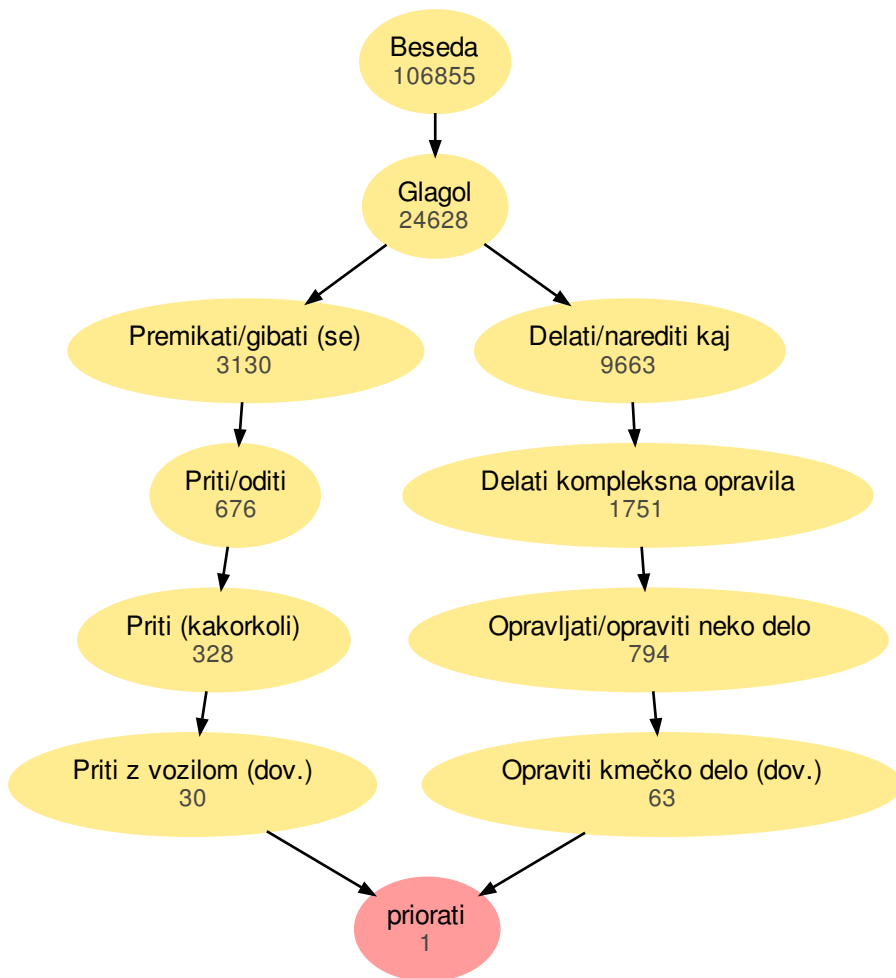 Beseda
106855
Glagol
24628
Premikati/gibati (se)
3130
Delati/narediti kaj
9663
Priti/oditi
676
Delati kompleksna opravila
1751
Priti (kakorkoli)
328
Opravljati/opraviti neko delo
794
Priti z vozilom (dov.)
30
Opraviti kmečko delo (dov.)
63
priorati
1